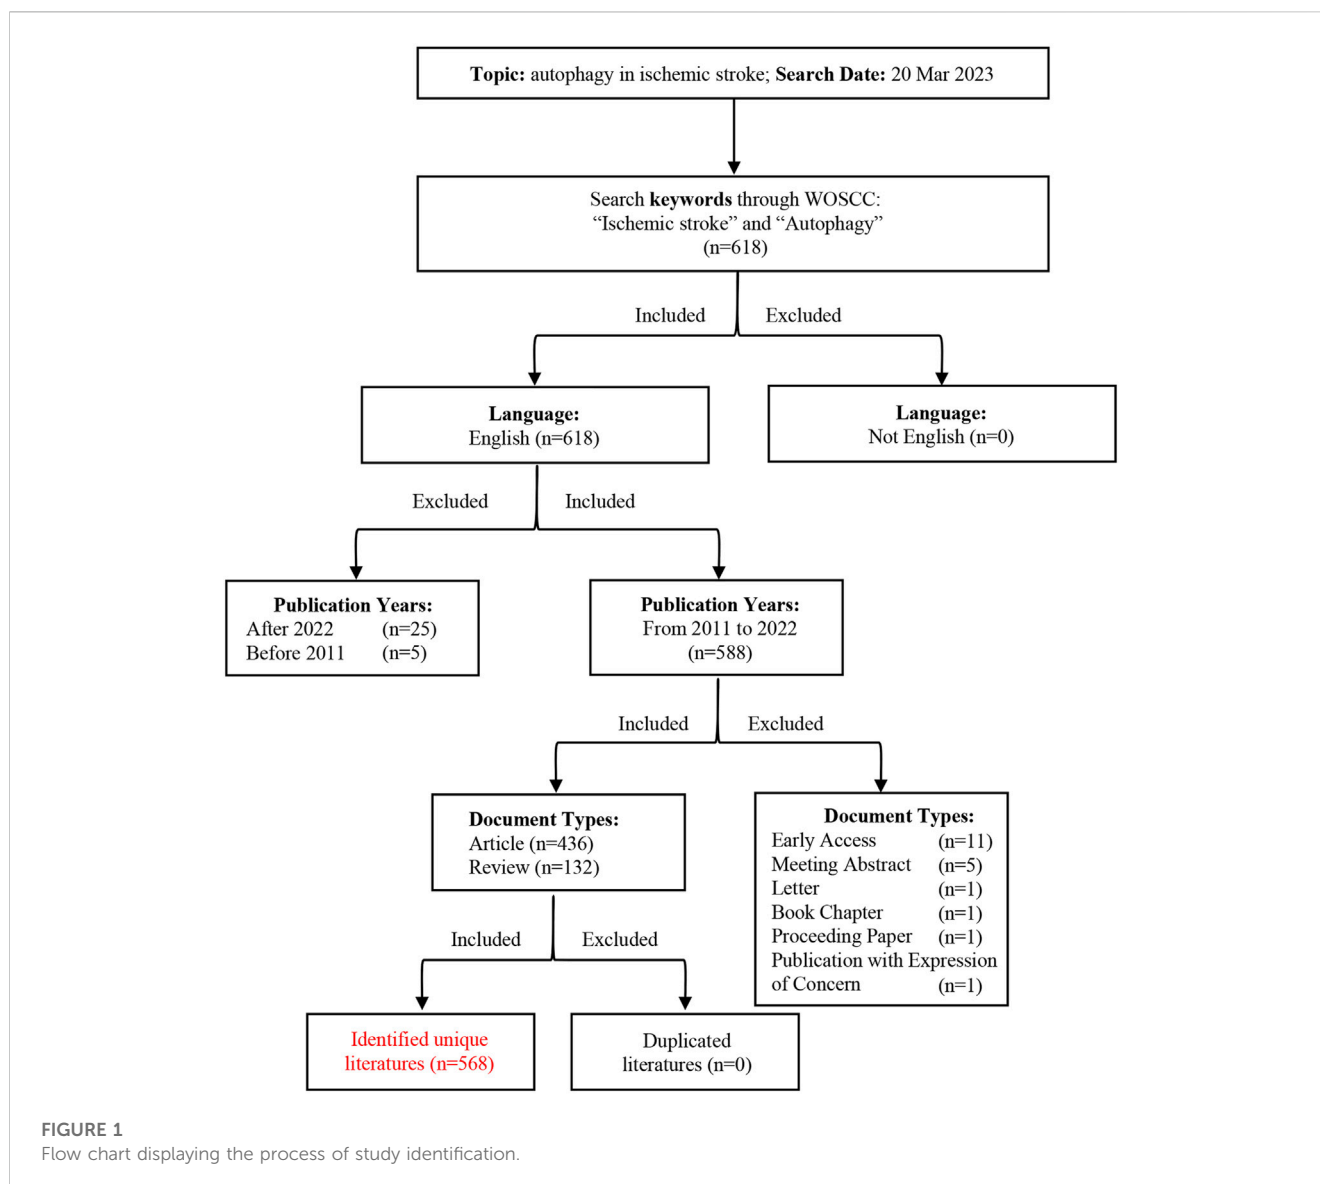 Topic: autophagy in ischemic stroke; Search Date: 20 Mar 2023
Search keywords through WOSCC:
“Ischemic stroke” and “Autophagy”
(n=618)
Included
Excluded
Language:
English (n=618)
Language:
Not English (n=0)
Excluded
Included
Publication Years:
After 2022 (n=25)
Before 2011 (n=5)
Publication Years:
From 2011 to 2022
(n=588)
Included
Excluded
Document Types:
Article (n=436)
Review (n=132)
Document Types:
Early Access (n=11)
Meeting Abstract (n=5)
Letter (n=1)
Book Chapter (n=1)
Proceeding Paper (n=1)
Publication with Expression
of Concern (n=1)
Included
Excluded
Identified unique
literatures (n=568)
Duplicated
literatures (n=0)
FIGURE 1
Flow chart displaying the process of study identification.